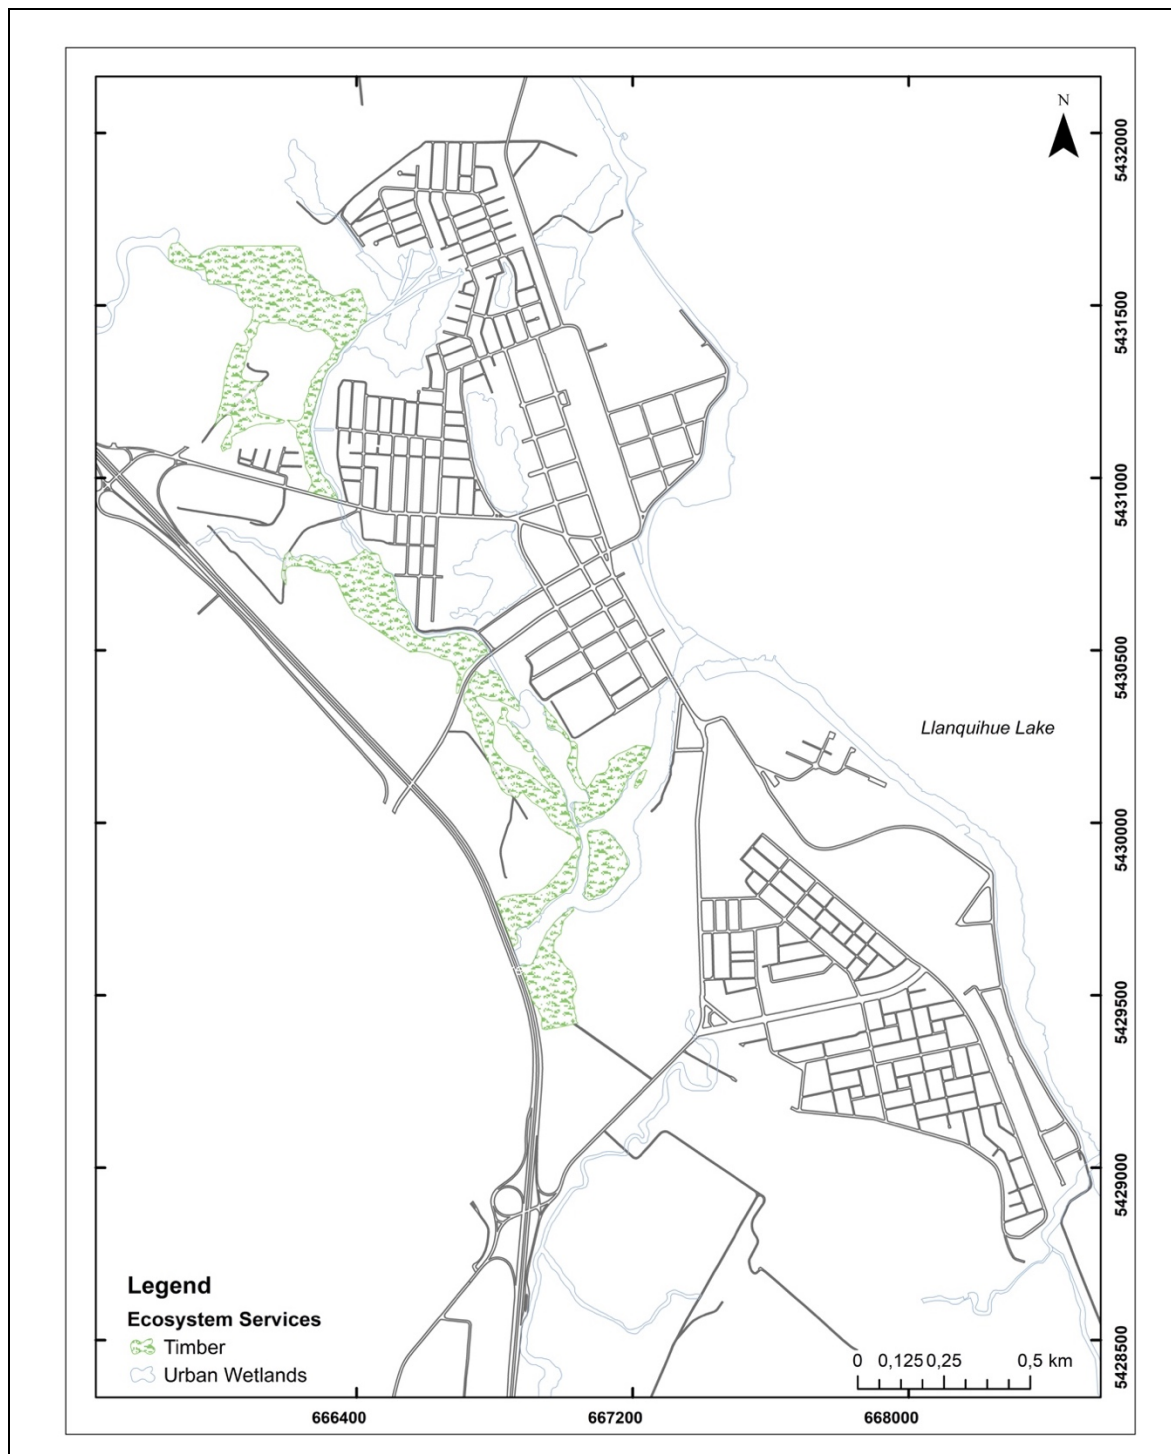 N
5432000
5431500
5431000
5430500
Llanquihue Lake
5430000
5429500
5429000
5428500
Legend
Ecosystem Services
Timber
Urban Wetlands
0 0,125 0,25 0,5 km
666400 667200 668000